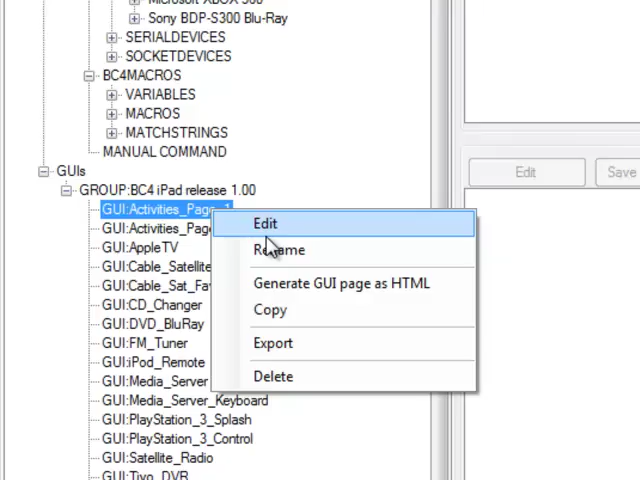 Microsoft XBOX 360
Sony BDP-S300 Blu-Ray
SERIALDEVICES
SOCKETDEVICES
BC4MACROS
VARIABLES
MACROS
MATCHSTRINGS
MANUAL COMMAND
GUIs
GROUP:BC4 iPad release 1.00
GUI:Activities_Page_1
GUI:Activities_Pag
GUI:AppleTV
GUI:Cable_Satellite
GUI:Cable_Sat_Fa
GUI:CD_Changer
GUI:DVD_BluRay
GUI:FM_Tuner
GUI:iPod_Remote
GUI:Media_Server
GUI:Media_Server_Keyboard
GUI:PlayStation_3_Splash
GUI:PlayStation_3_Control
GUI:Satellite_Radio
GUI:Tivo_DVR
Edit
Rename
Generate GUI page as HTML
Copy
Export
Delete
Edit
Save